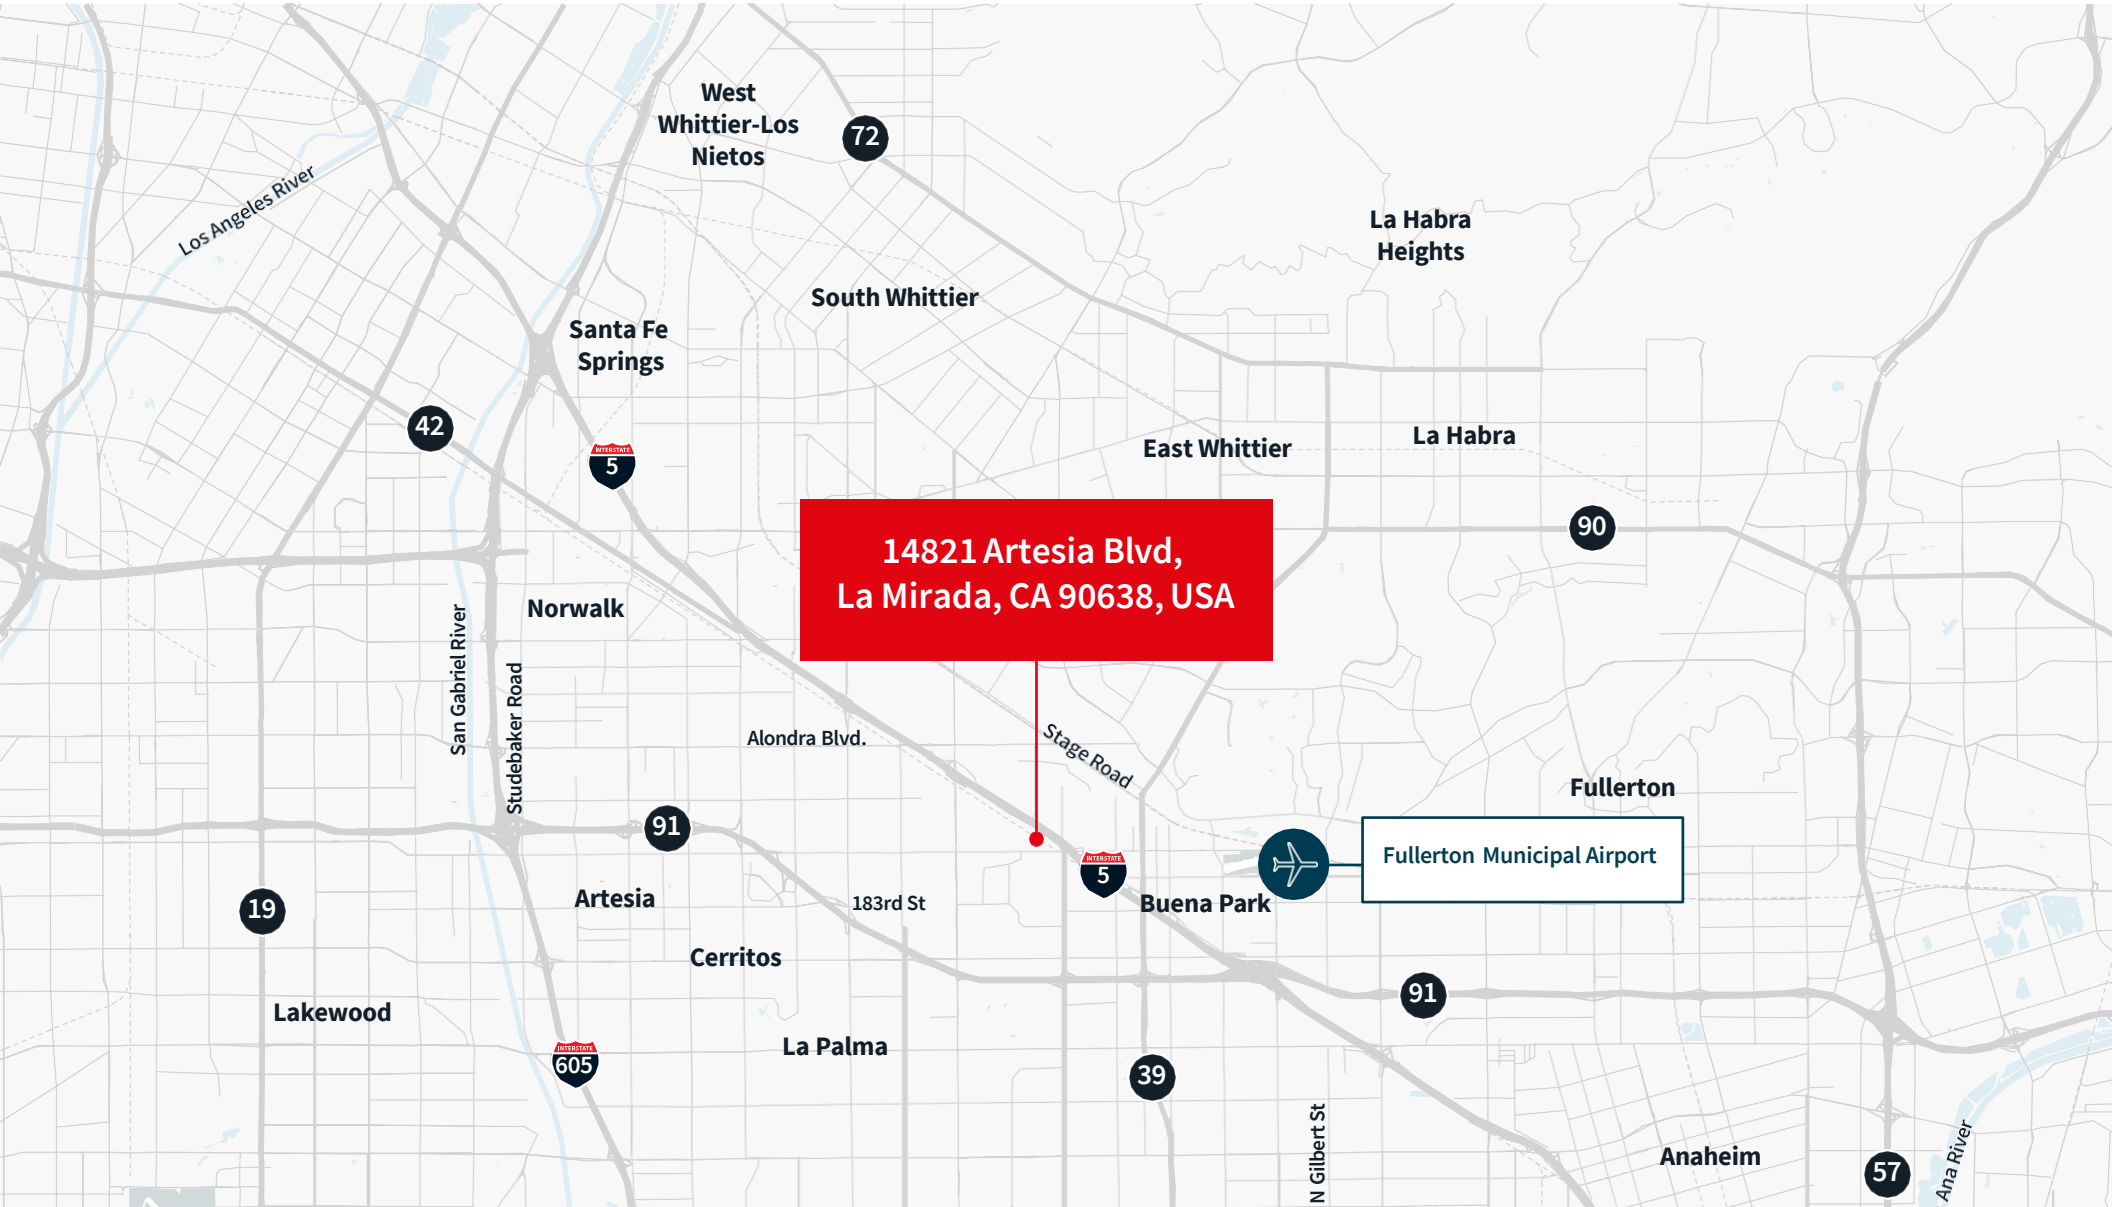 West
Whittier-Los
Nietos
72
Los Angeles River
La Habra
Heights
South Whittier
Santa Fe
Springs
42
INTERSTATE
5
East Whittier
La Habra
90
14821 Artesia Blvd,
La Mirada, CA 90638, USA
Norwalk
San Gabriel River
Studebaker Road
Alondra Blvd.
Stage Road
Fullerton
91
Fullerton Municipal Airport
INTERSTATE
5
Artesia
19
183rd St
Buena Park
Cerritos
91
Lakewood
La Palma
INTERSTATE
605
39
N Gilbert St
Anaheim
57
Ana River